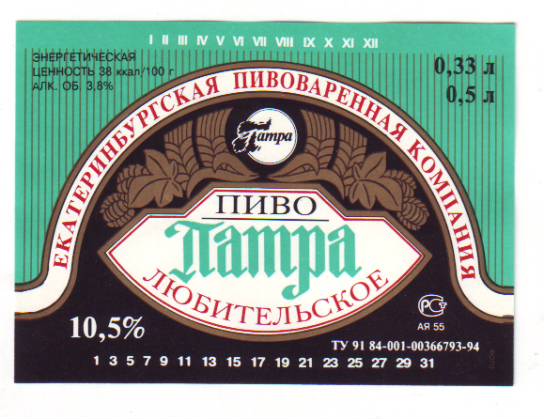 I II III IV V VI VII VIII IX X XI XII
ЭНЕРГЕТИЧЕСКАЯ
ЦЕННОСТЬ 38 ккал/100 г
АЛК. ОБ. 3,8%
0,33 л
0,5 л
ЕКАТЕРИНБУРГСКАЯ ПИВОВАРЕННАЯ КОМПАНИЯ
Патра
ПИВО
Патра
ЛЮБИТЕЛЬСКОЕ
РС
АЯ 55
10,5%
ТУ 91 84-001-00366793-94
1 3 5 7 9 11 13 15 17 19 21 23 25 27 29 31